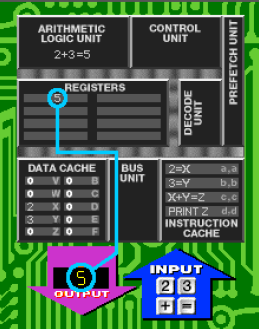 ARITHMETIC
LOGIC UNIT
2+3=5
CONTROL
UNIT
PREFETCH UNIT
REGISTERS
5
DECODE
UNIT
DATA CACHE
0 V 0 B
0 W 0 C
2 X 0 D
3 Y 0 E
0 Z 0 F
BUS
UNIT
2=X a,a
3=Y b,b
X+Y=Z c,c
PRINT Z d,d
INSTRUCTION
CACHE
5
OUTPUT
INPUT
2 3
+ =